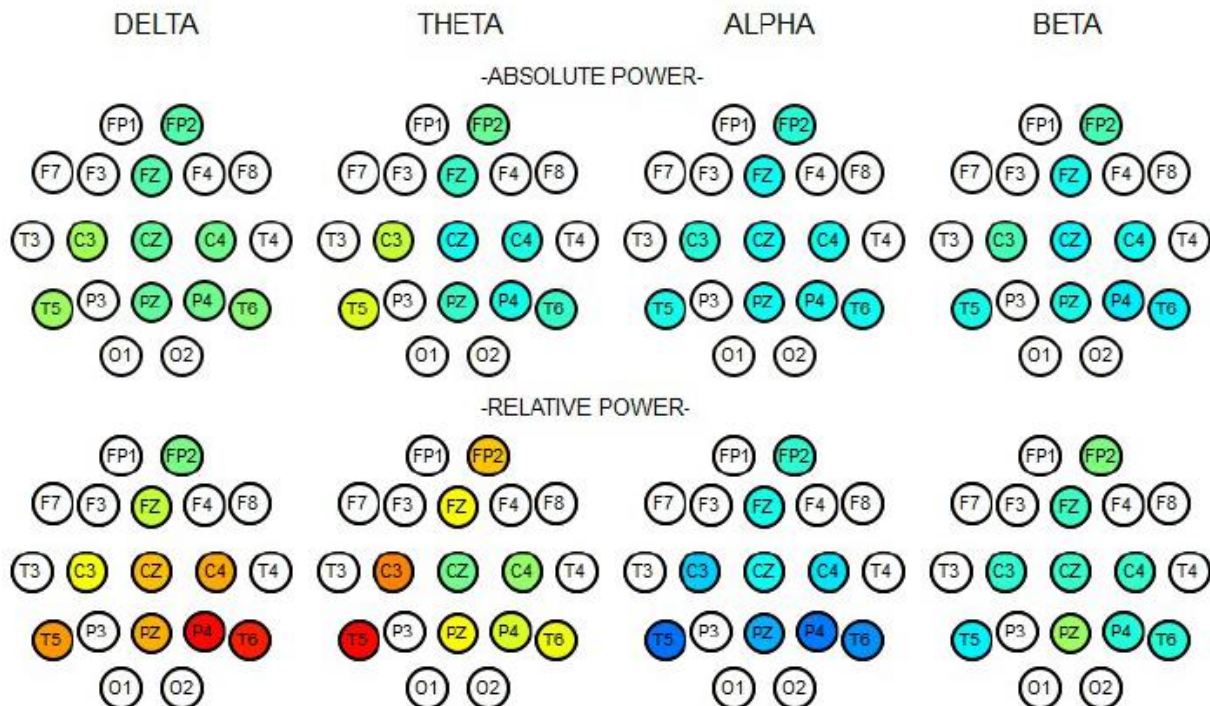 DELTA THETA ALPHA BETA
-ABSOLUTE POWER-
FP1 FP2 FP1 FP2 FP1 FP2 FP1 FP2
F7 F3 FZ F4 F8 F7 F3 FZ F4 F8 F7 F3 FZ F4 F8 F7 F3 FZ F4 F8
T3 C3 CZ C4 T4 T3 C3 CZ C4 T4 T3 C3 CZ C4 T4 T3 C3 CZ C4 T4
T5 P3 PZ P4 T6 T5 P3 PZ P4 T6 T5 P3 PZ P4 T6 T5 P3 PZ P4 T6
O1 O2 O1 O2 O1 O2 O1 O2
-RELATIVE POWER-
FP1 FP2 FP1 FP2 FP1 FP2 FP1 FP2
F7 F3 FZ F4 F8 F7 F3 FZ F4 F8 F7 F3 FZ F4 F8 F7 F3 FZ F4 F8
T3 C3 CZ C4 T4 T3 C3 CZ C4 T4 T3 C3 CZ C4 T4 T3 C3 CZ C4 T4
T5 P3 PZ P4 T6 T5 P3 PZ P4 T6 T5 P3 PZ P4 T6 T5 P3 PZ P4 T6
O1 O2 O1 O2 O1 O2 O1 O2